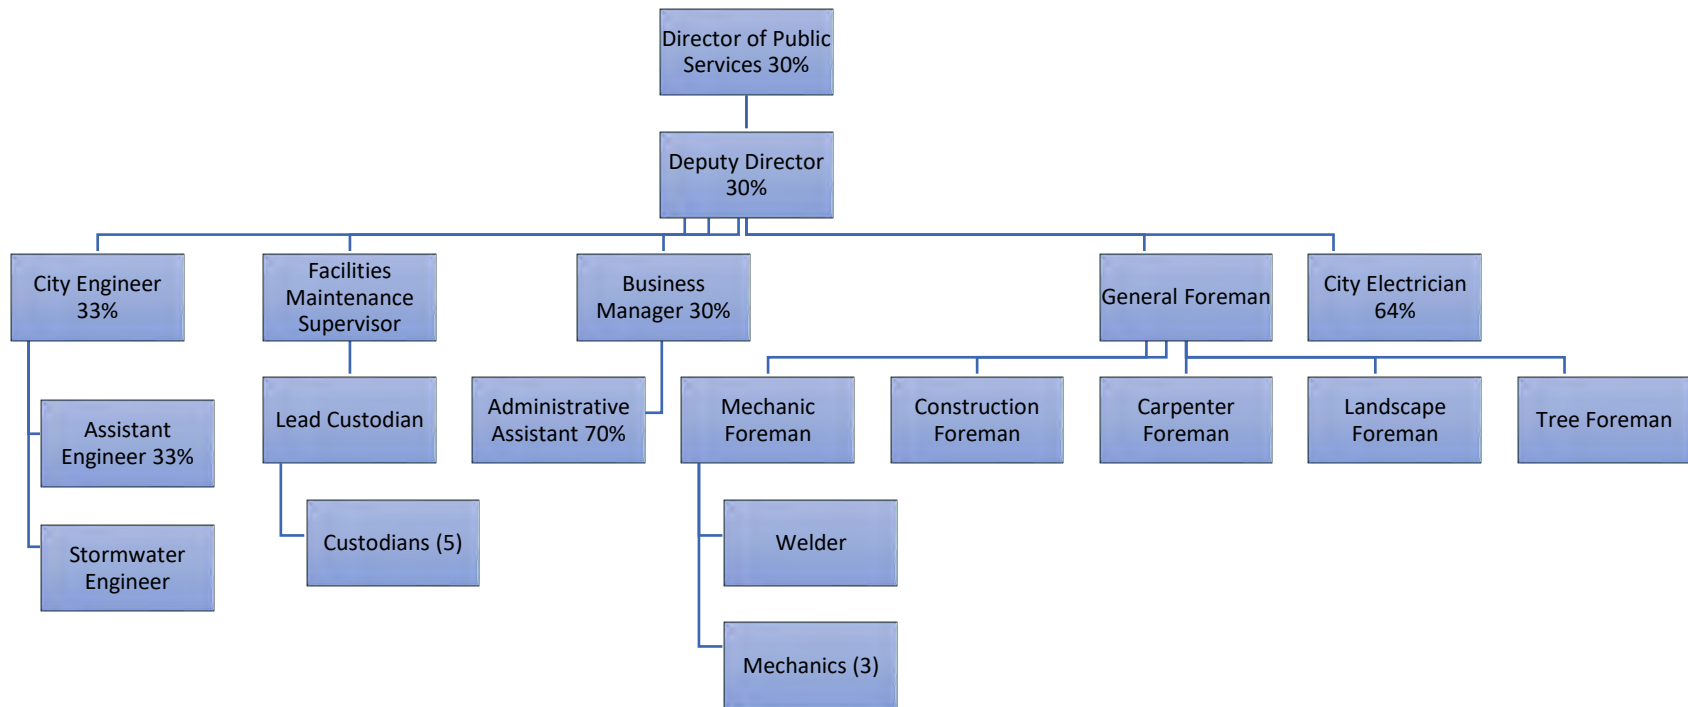 Director of Public
Services 30%
Deputy Director
30%
City Engineer
33%
Facilities
Maintenance
Supervisor
Business
Manager 30%
General Foreman
City Electrician
64%
Assistant
Engineer 33%
Stormwater
Engineer
Lead Custodian
Custodians (5)
Administrative
Assistant 70%
Mechanic
Foreman
Construction
Foreman
Carpenter
Foreman
Landscape
Foreman
Tree Foreman
Welder
Mechanics (3)